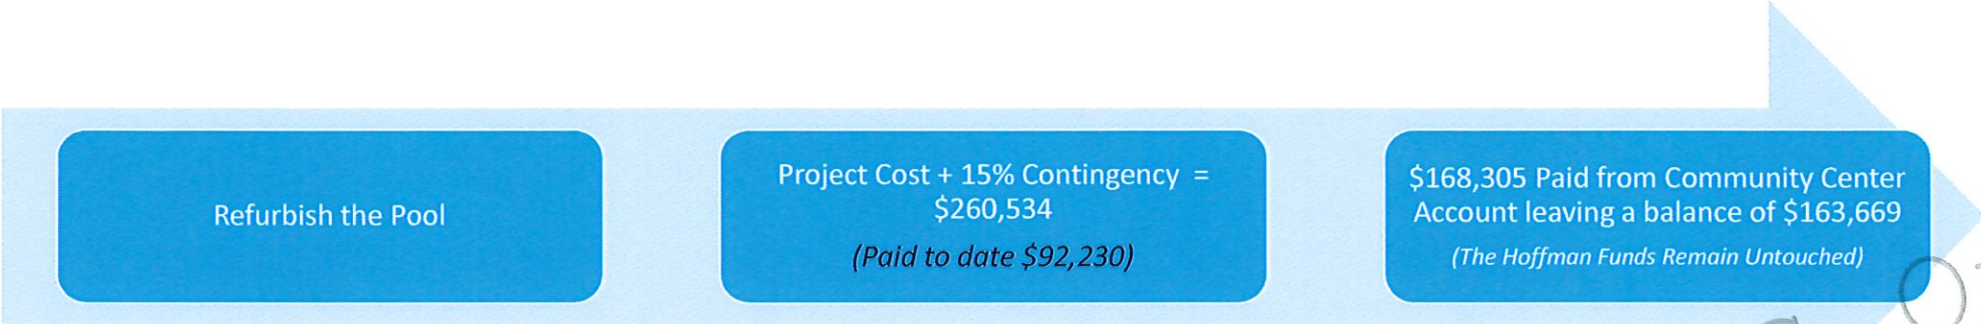 Refurbish the Pool
Project Cost + 15% Contingency =
$260,534
(Paid to date $92,230)
$168,305 Paid from Community Center
Account leaving a balance of $163,669
(The Hoffman Funds Remain Untouched)